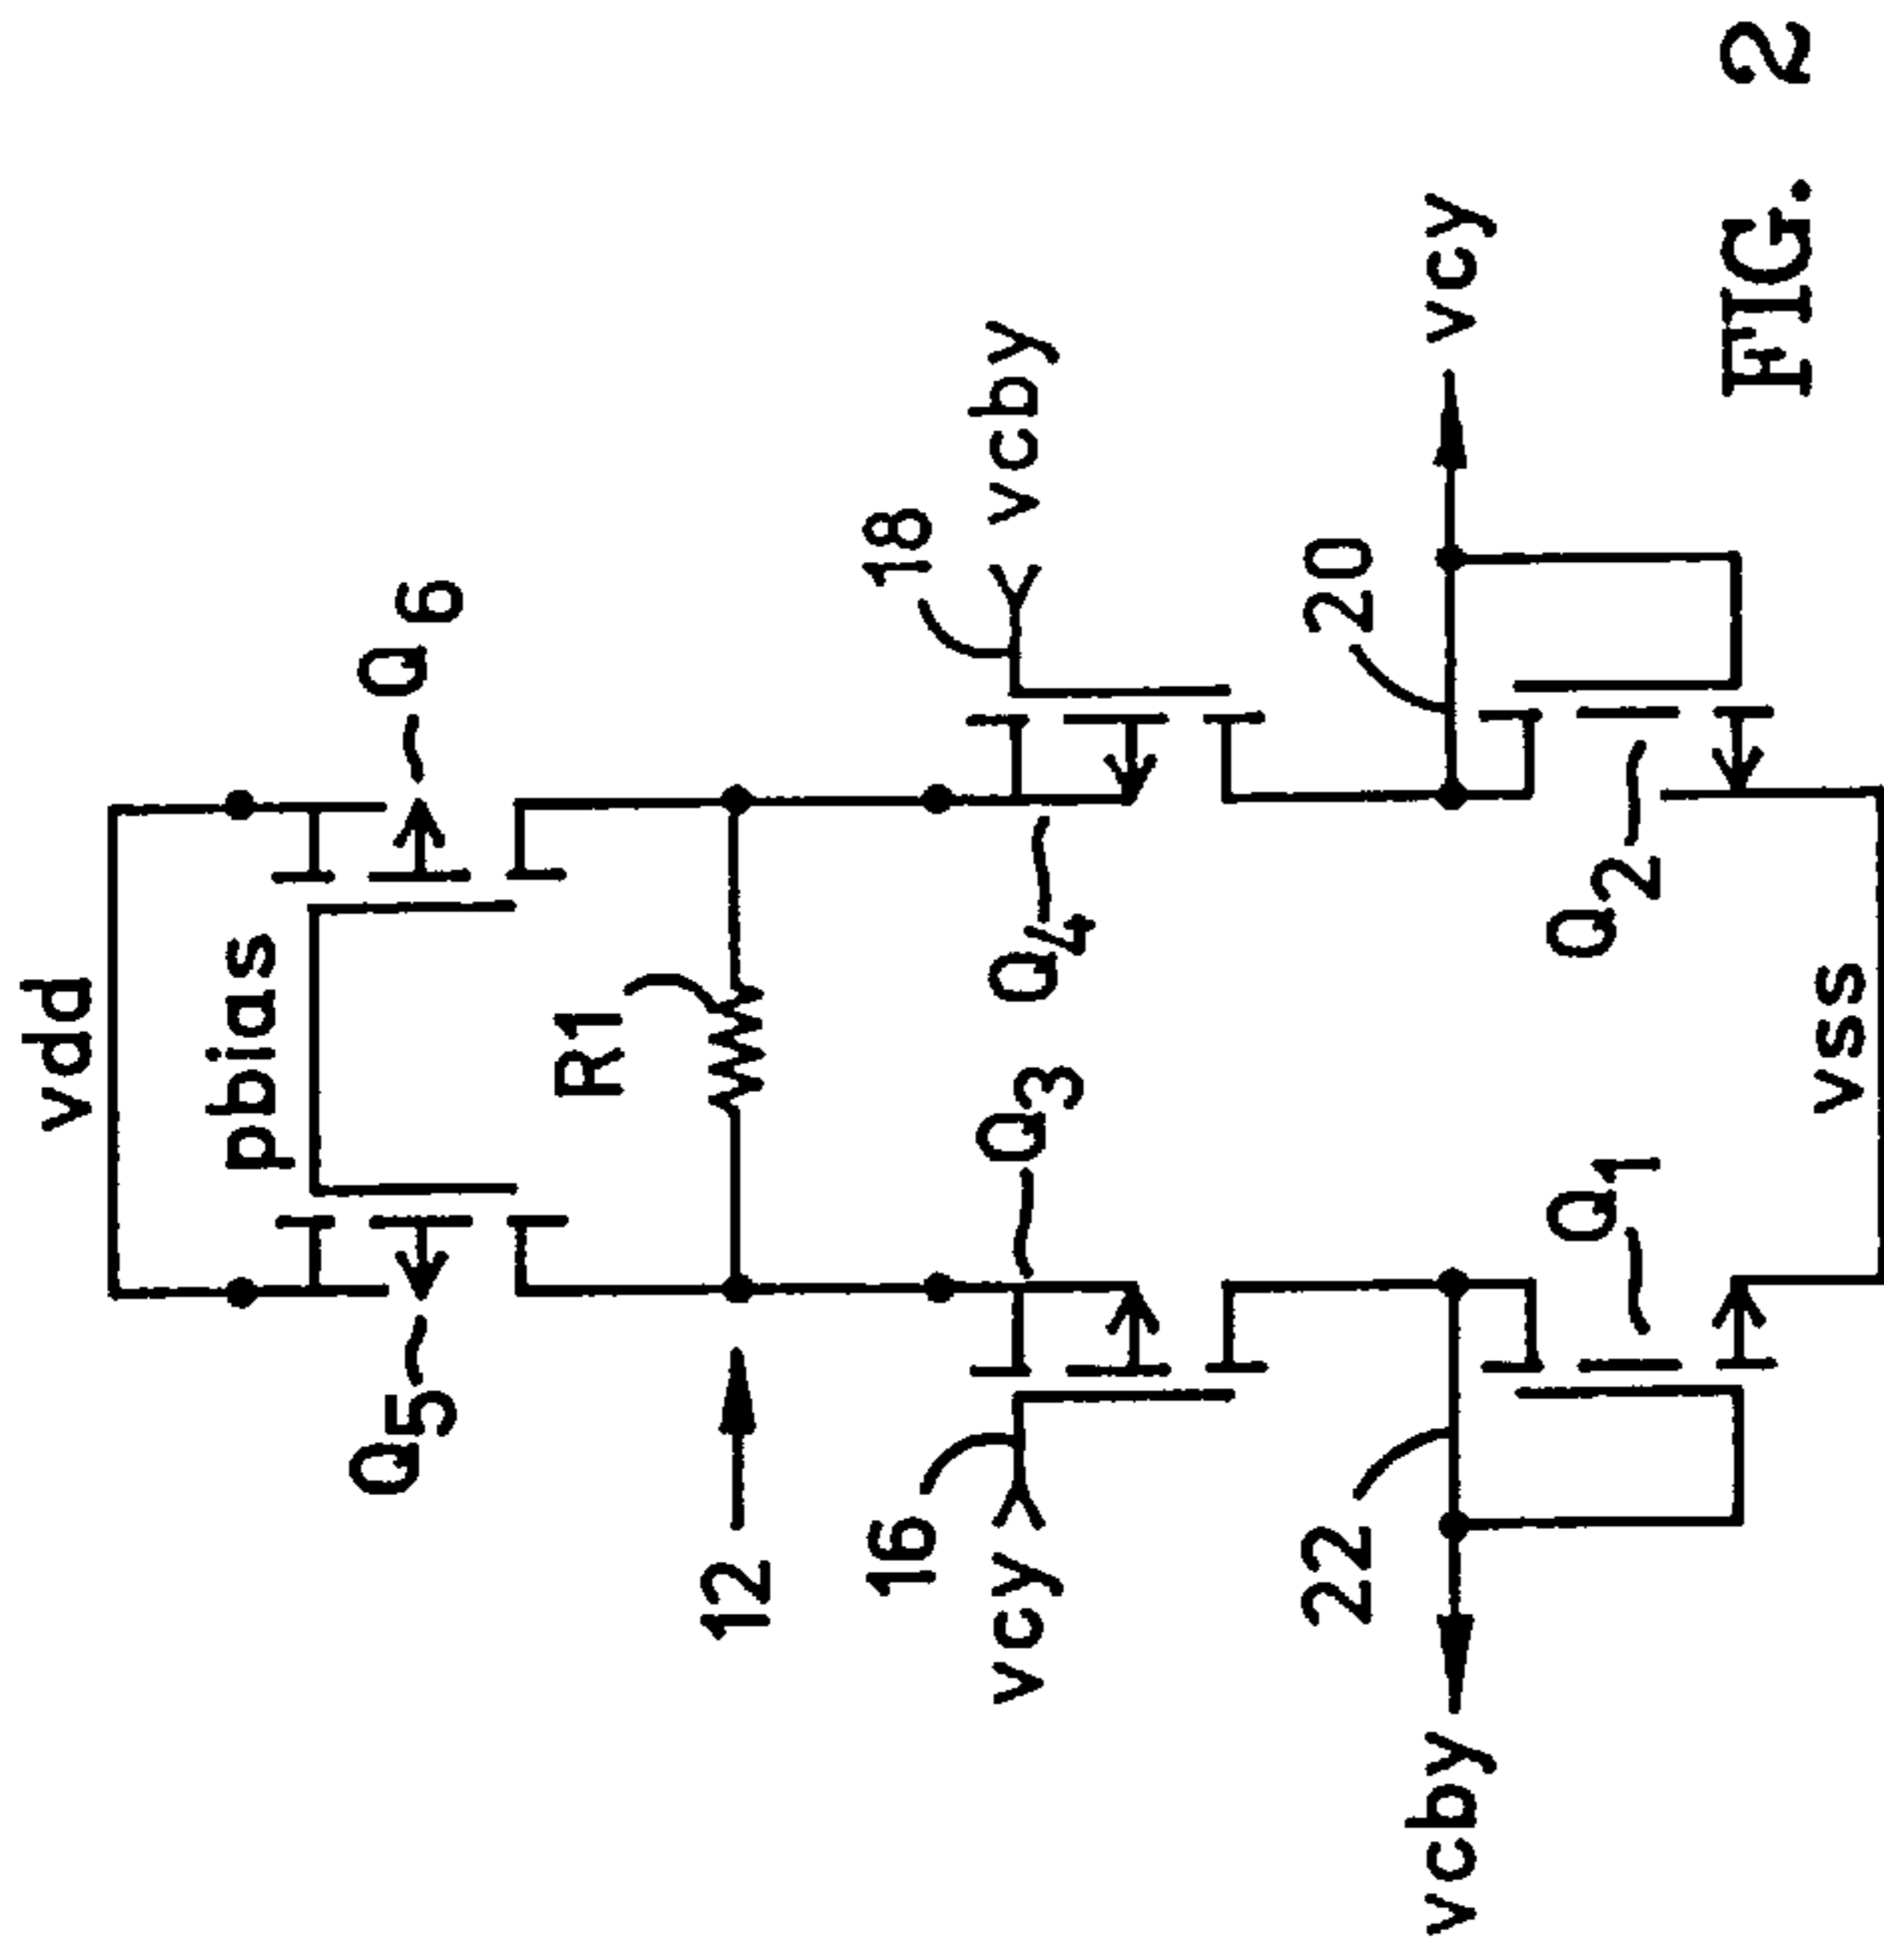 vdd
pbias
Q5
Q6
R1
12
16
18
vcy
vcby
Q3
Q4
22
20
vcby
vcy
Q1
Q2
vss
FIG. 2